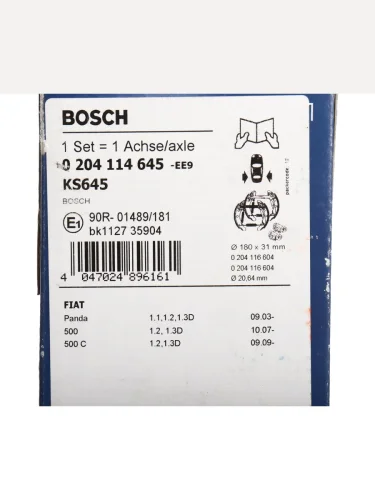 BOSCH
1 Set = 1 Achse/axle
0 204 114 645 -EE9
KS645
BOSCH
packercode: 12
E1
90R- 01489/181
bk1127 35904
Ø 180 x 31 mm
0 204 116 604
0 204 116 604
Ø 20,64 mm
4 047024 896161
FIAT
Panda 1.1,1.2,1.3D 09.03-
500 1.2, 1.3D 10.07-
500 C 1.2,1.3D 09.09-